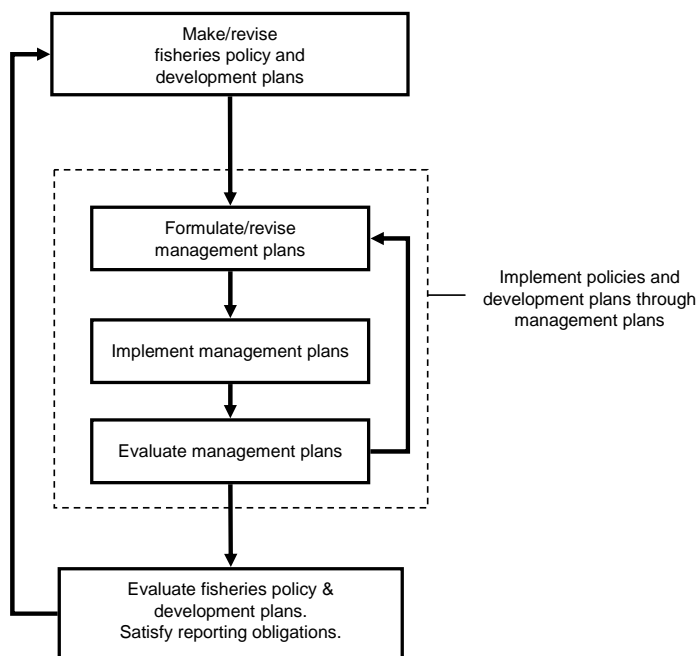 Make/revise
fisheries policy and
development plans
Formulate/revise
management plans
Implement policies and
development plans through
management plans
Implement management plans
Evaluate management plans
Evaluate fisheries policy &
development plans.
Satisfy reporting obligations.